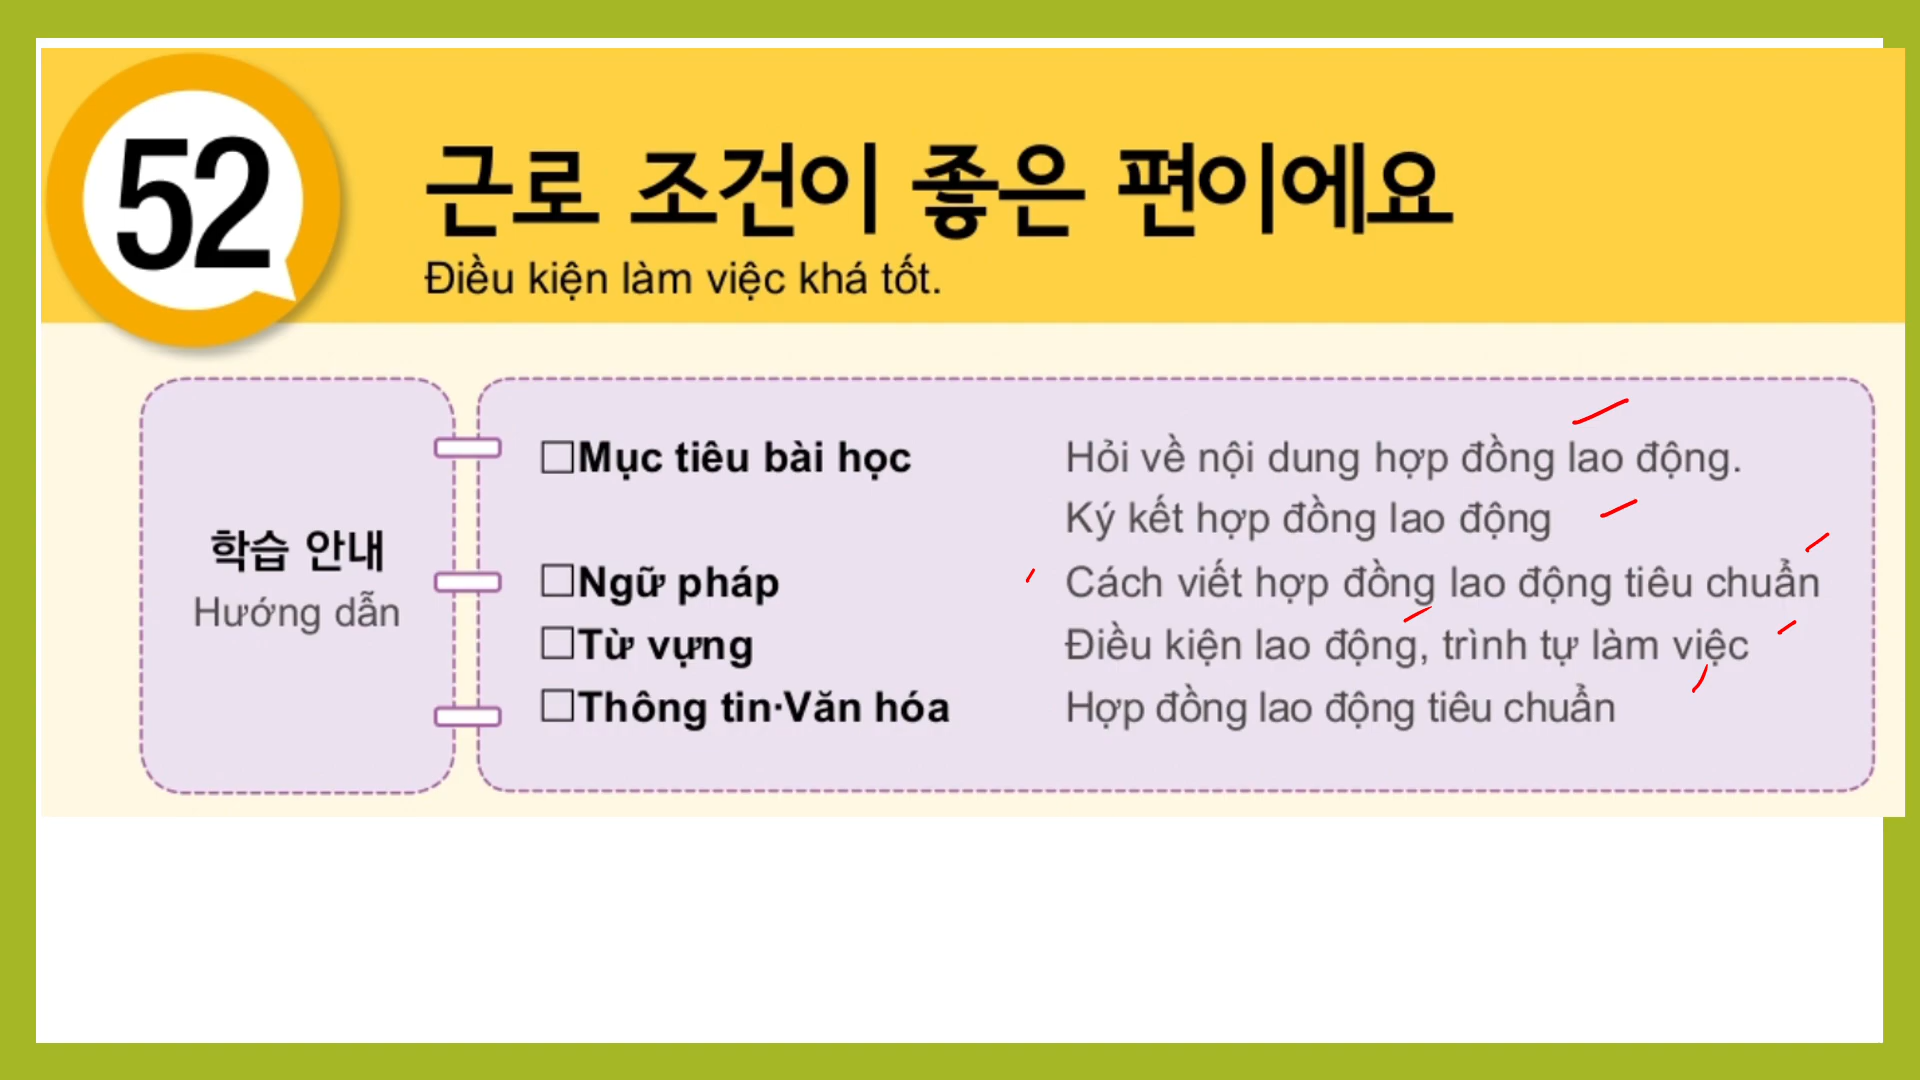 52
근로 조건이 좋은 편이에요
Điều kiện làm việc khá tốt.
학습 안내
Hướng dẫn
□Mục tiêu bài học Hỏi về nội dung hợp đồng lao động.
Ký kết hợp đồng lao động
□Ngữ pháp Cách viết hợp đồng lao động tiêu chuẩn
□Từ vựng Điều kiện lao động, trình tự làm việc
□Thông tin·Văn hóa Hợp đồng lao động tiêu chuẩn